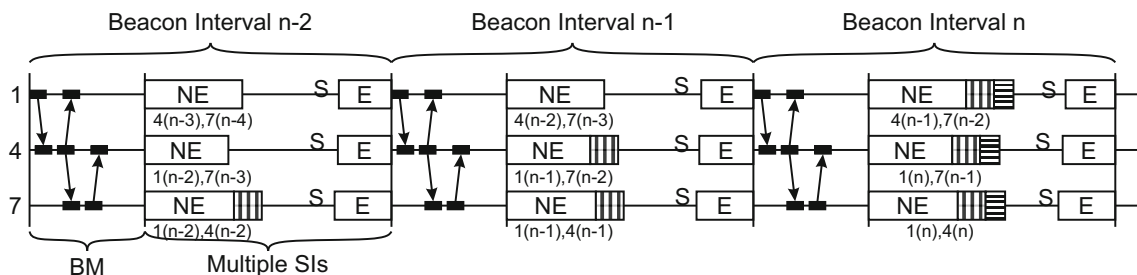 Beacon Interval n-2 Beacon Interval n-1 Beacon Interval n
1 NE S E NE S E NE S E
4(n-3),7(n-4) 4(n-2),7(n-3) 4(n-1),7(n-2)
4 NE S E NE S E NE S E
1(n-2),7(n-3) 1(n-1),7(n-2) 1(n),7(n-1)
7 NE S E NE S E NE S E
1(n-2),4(n-2) 1(n-1),4(n-1) 1(n),4(n)
BM Multiple SIs